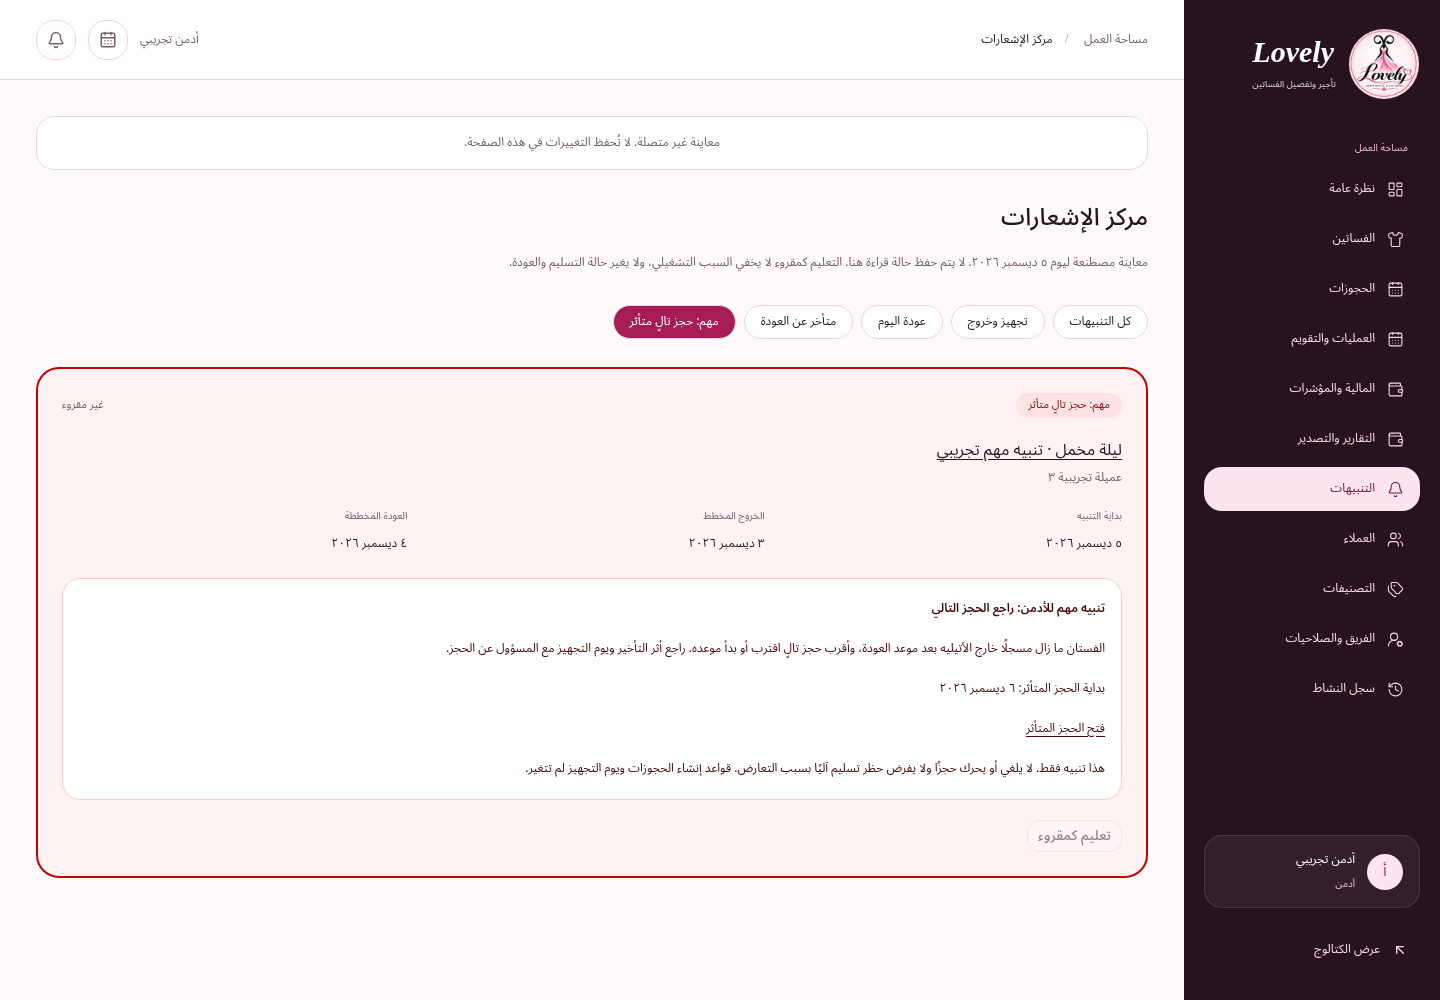 Lovely
تأجير وتفصيل الفساتين
Lovely
مساحة العمل
نظرة عامة
الفساتين
الحجوزات
العمليات والتقويم
المالية والمؤشرات
التقارير والتصدير
التنبيهات
العملاء
التصنيفات
الفريق والصلاحيات
سجل النشاط
أ
أدمن تجريبي
أدمن
عرض الكتالوج
مساحة العمل / مركز الإشعارات
أدمن تجريبي
معاينة غير متصلة. لا تُحفظ التغييرات في هذه الصفحة.
مركز الإشعارات
معاينة مصطنعة ليوم ٥ ديسمبر ٢٠٢٦. لا يتم حفظ حالة قراءة هنا. التعليم كمقروء لا يخفي السبب التشغيلي، ولا يغير حالة التسليم والعودة.
كل التنبيهات
تجهيز وخروج
عودة اليوم
متأخر عن العودة
مهم: حجز تالٍ متأثر
مهم: حجز تالٍ متأثر
غير مقروء
ليلة مخمل · تنبيه مهم تجريبي
عميلة تجريبية ٣
بداية التنبيه
٥ ديسمبر ٢٠٢٦
الخروج المخطط
٣ ديسمبر ٢٠٢٦
العودة المخططة
٤ ديسمبر ٢٠٢٦
تنبيه مهم للأدمن: راجع الحجز التالي
الفستان ما زال مسجلًا خارج الأتيليه بعد موعد العودة، وأقرب حجز تالٍ اقترب أو بدأ موعده. راجع أثر التأخير ويوم التجهيز مع المسؤول عن الحجز.
بداية الحجز المتأثر: ٦ ديسمبر ٢٠٢٦
فتح الحجز المتأثر
هذا تنبيه فقط. لا يلغي أو يحرك حجزًا ولا يفرض حظر تسليم آليًا بسبب التعارض. قواعد إنشاء الحجوزات ويوم التجهيز لم تتغير.
تعليم كمقروء